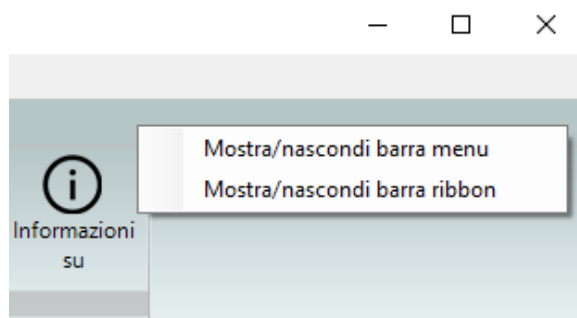 Mostra/nascondi barra menu
Mostra/nascondi barra ribbon
Informazioni
su